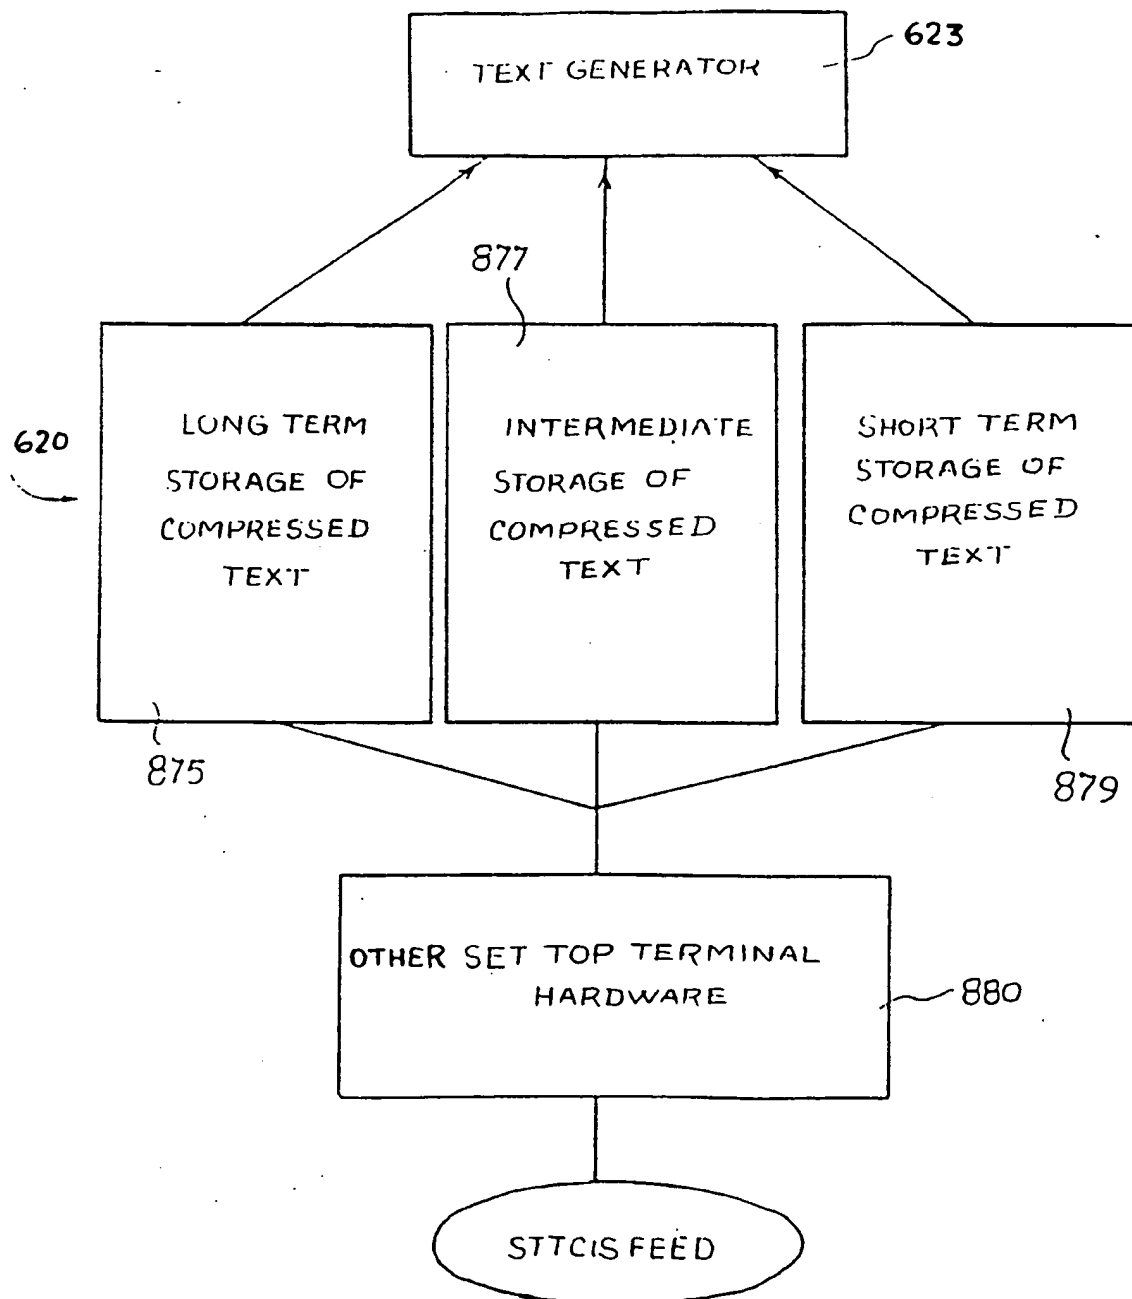 623
TEXT GENERATOR
877
620
LONG TERM
STORAGE OF
COMPRESSED
TEXT
INTERMEDIATE
STORAGE OF
COMPRESSED
TEXT
SHORT TERM
STORAGE OF
COMPRESSED
TEXT
875
879
OTHER SET TOP TERMINAL
HARDWARE
880
STTCIS FEED